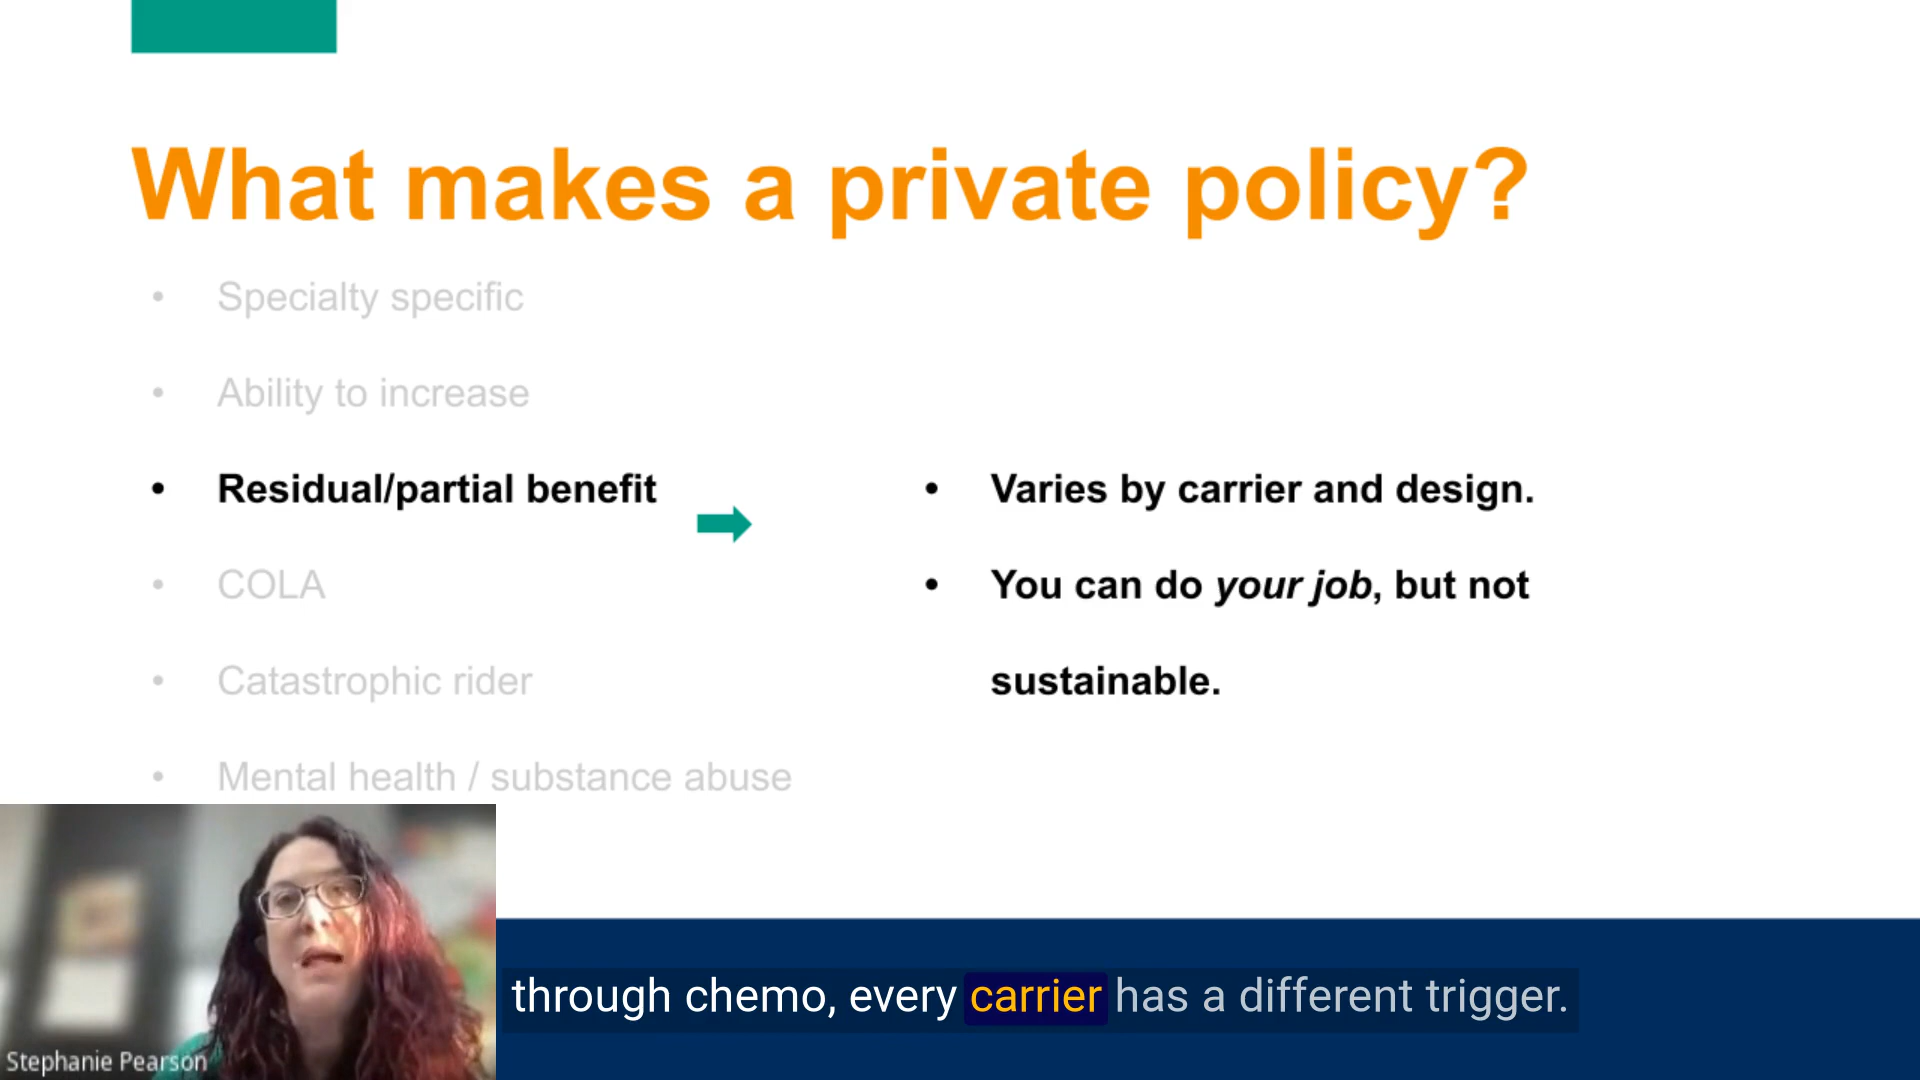 What makes a private policy?
• Specialty specific
• Ability to increase
• Residual/partial benefit
• COLA
• Catastrophic rider
• Mental health / substance abuse
• Varies by carrier and design.
• You can do your job, but not
sustainable.
through chemo, every carrier has a different trigger.
Stephanie Pearson